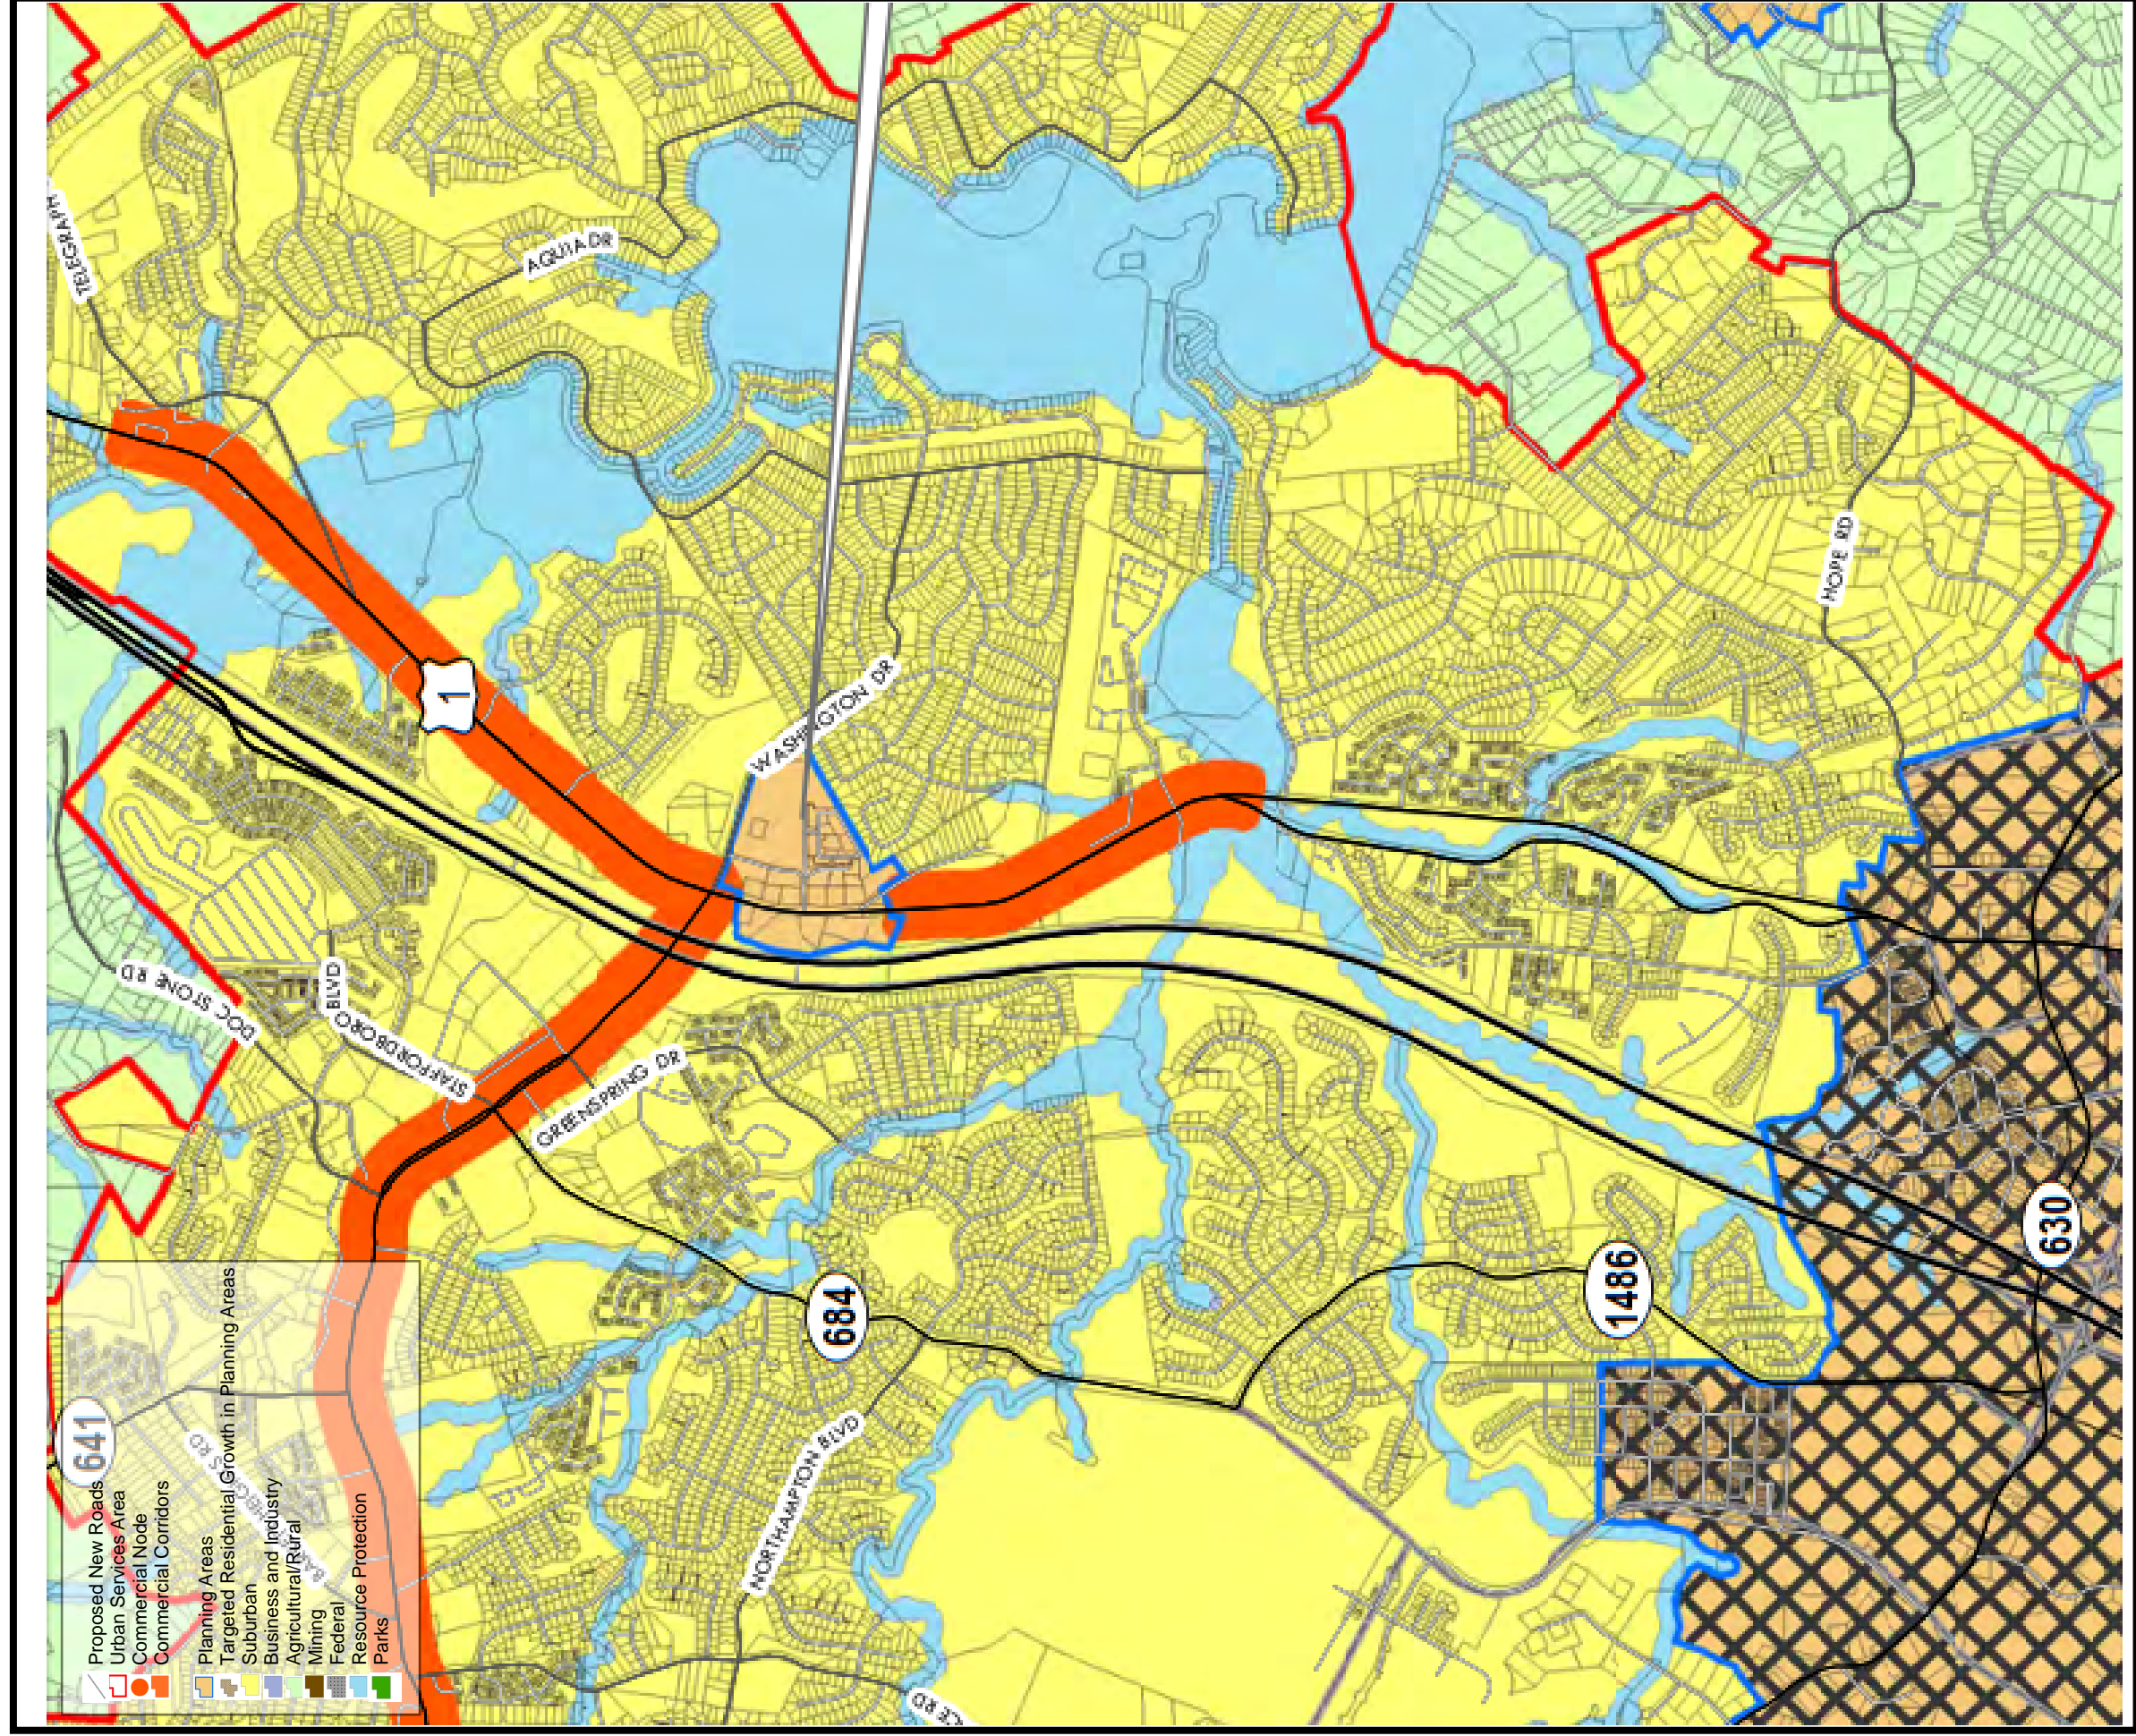 Proposed New Roads
Urban Services Area
Commercial Node
Commercial Corridors
Planning Areas
Targeted Residential Growth in Planning Areas
Suburban
Business and Industry
Agricultural/Rural
Mining
Federal
Resource Protection
Parks
641
DOC STONE RD
STAFFORDBORO BLVD
GREENSPRING DR
684
NORTHAMPTON BLVD
RD
1486
630
TELEGRAPH
AQUIA DR
1
WASHINGTON DR
HOPE RD